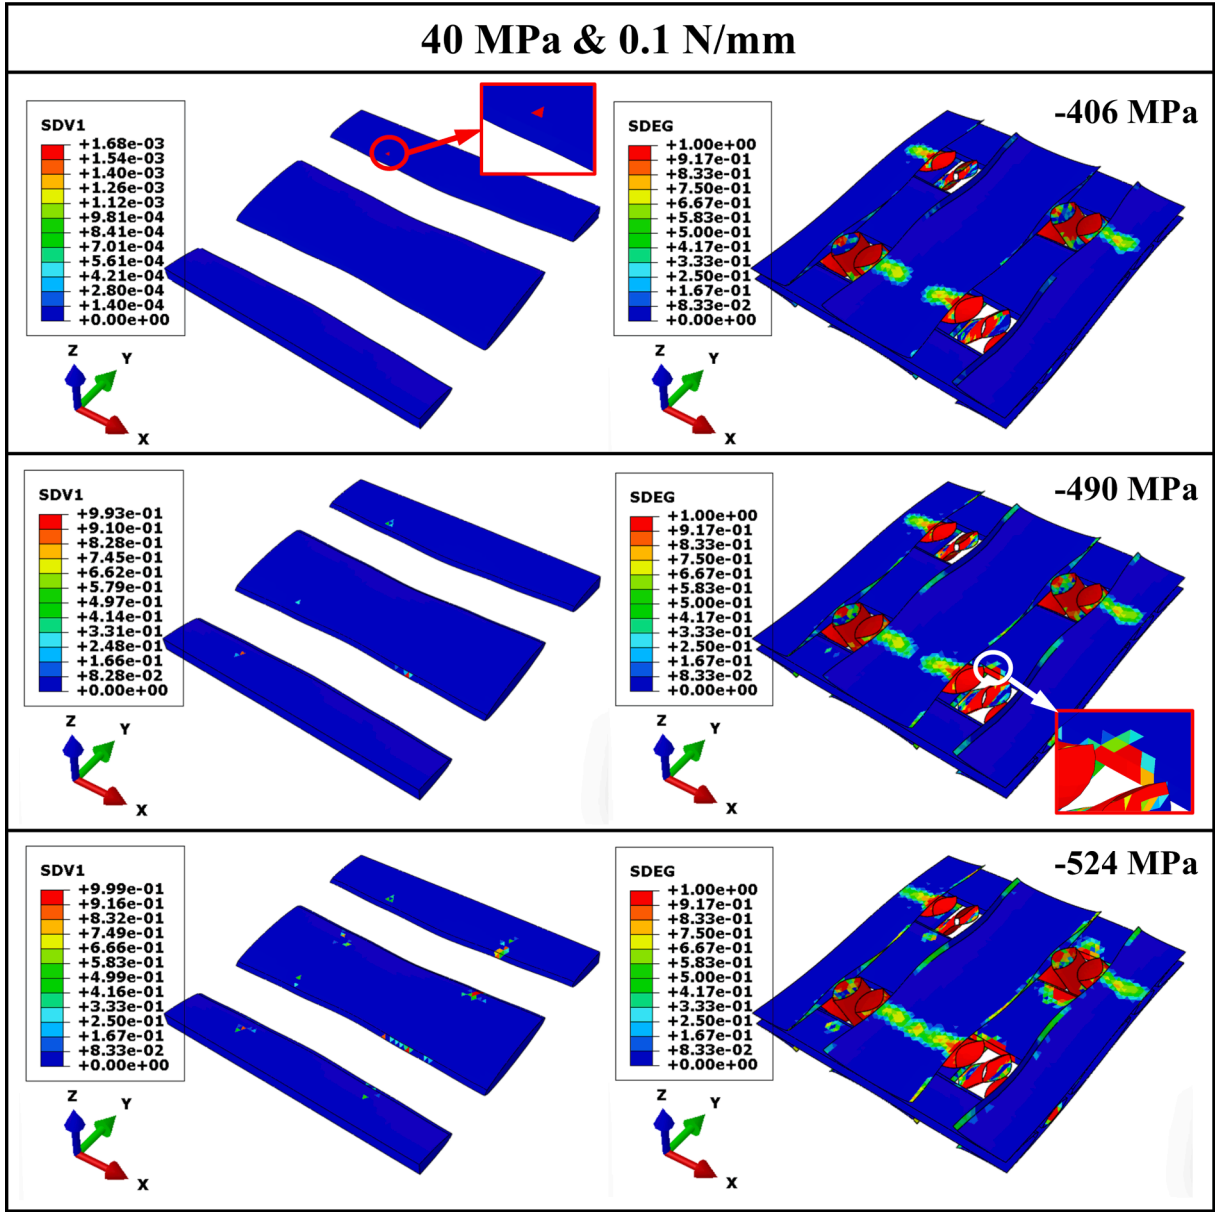 40 MPa & 0.1 N/mm
SDV1
+1.68e-03
+1.54e-03
+1.40e-03
+1.26e-03
+1.12e-03
+9.81e-04
+8.41e-04
+7.01e-04
+5.61e-04
+4.21e-04
+2.80e-04
+1.40e-04
+0.00e+00
Z
Y
X
SDEG
+1.00e+00
+9.17e-01
+8.33e-01
+7.50e-01
+6.67e-01
+5.83e-01
+5.00e-01
+4.17e-01
+3.33e-01
+2.50e-01
+1.67e-01
+8.33e-02
+0.00e+00
Z
Y
X
-406 MPa
SDV1
+9.93e-01
+9.10e-01
+8.28e-01
+7.45e-01
+6.62e-01
+5.79e-01
+4.97e-01
+4.14e-01
+3.31e-01
+2.48e-01
+1.66e-01
+8.28e-02
+0.00e+00
Z
Y
X
SDEG
+1.00e+00
+9.17e-01
+8.33e-01
+7.50e-01
+6.67e-01
+5.83e-01
+5.00e-01
+4.17e-01
+3.33e-01
+2.50e-01
+1.67e-01
+8.33e-02
+0.00e+00
Z
Y
X
-490 MPa
SDV1
+9.99e-01
+9.16e-01
+8.32e-01
+7.49e-01
+6.66e-01
+5.83e-01
+4.99e-01
+4.16e-01
+3.33e-01
+2.50e-01
+1.67e-01
+8.33e-02
+0.00e+00
Z
Y
X
SDEG
+1.00e+00
+9.17e-01
+8.33e-01
+7.50e-01
+6.67e-01
+5.83e-01
+5.00e-01
+4.17e-01
+3.33e-01
+2.50e-01
+1.67e-01
+8.33e-02
+0.00e+00
Z
Y
X
-524 MPa